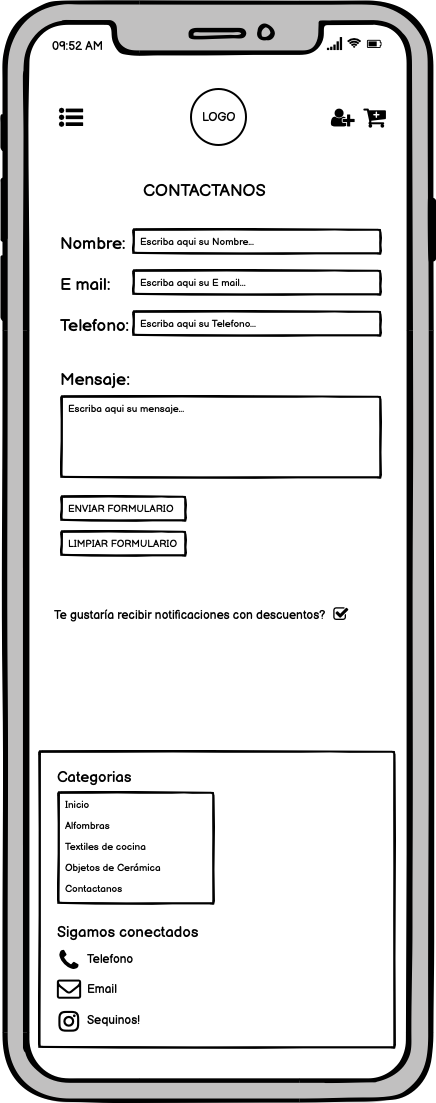 09:52 AM
LOGO
CONTACTANOS
Nombre: Escriba aqui su Nombre...
E mail: Escriba aqui su E mail...
Telefono: Escriba aqui su Telefono...
Mensaje:
Escriba aqui su mensaje...
ENVIAR FORMULARIO
LIMPIAR FORMULARIO
Te gustaría recibir notificaciones con descuentos?
Categorias
Inicio
Alfombras
Textiles de cocina
Objetos de Cerámica
Contactanos
Sigamos conectados
Telefono
Email
Sequinos!